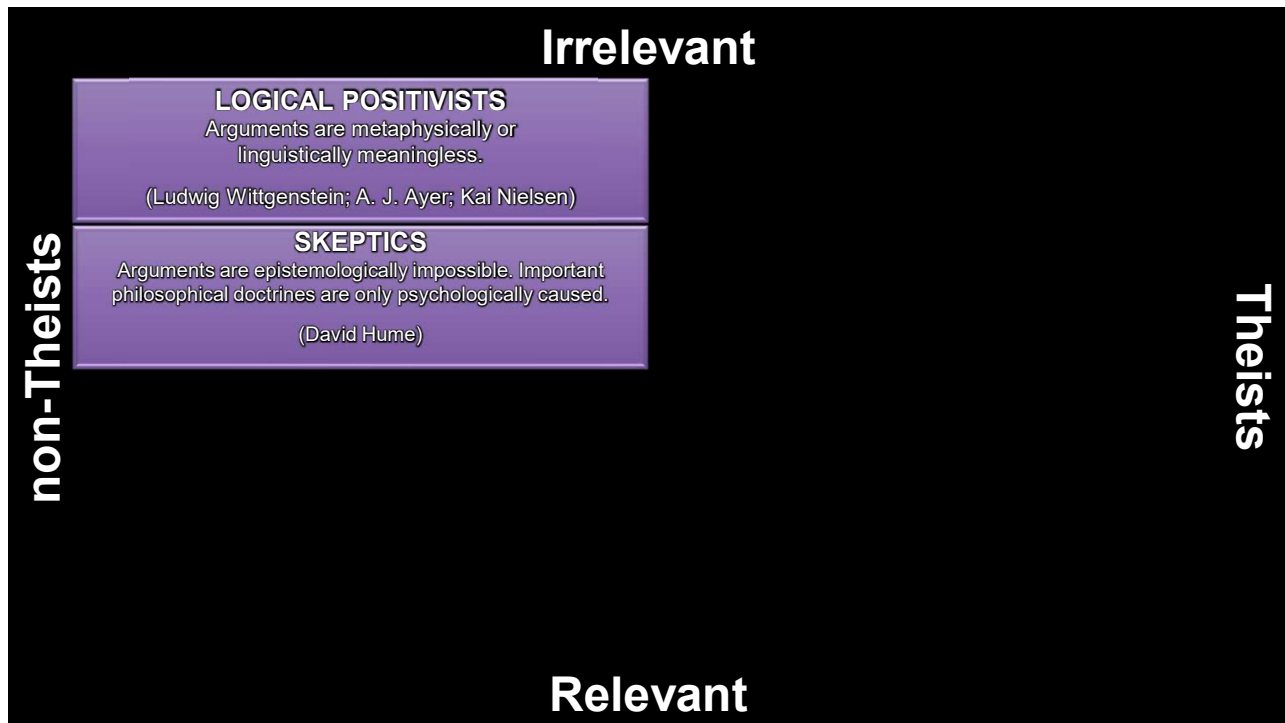 Irrelevant
LOGICAL POSITIVISTS
Arguments are metaphysically or
linguistically meaningless.
(Ludwig Wittgenstein; A. J. Ayer; Kai Nielsen)
SKEPTICS
Arguments are epistemologically impossible. Important
philosophical doctrines are only psychologically caused.
(David Hume)
non-Theists
Theists
Relevant